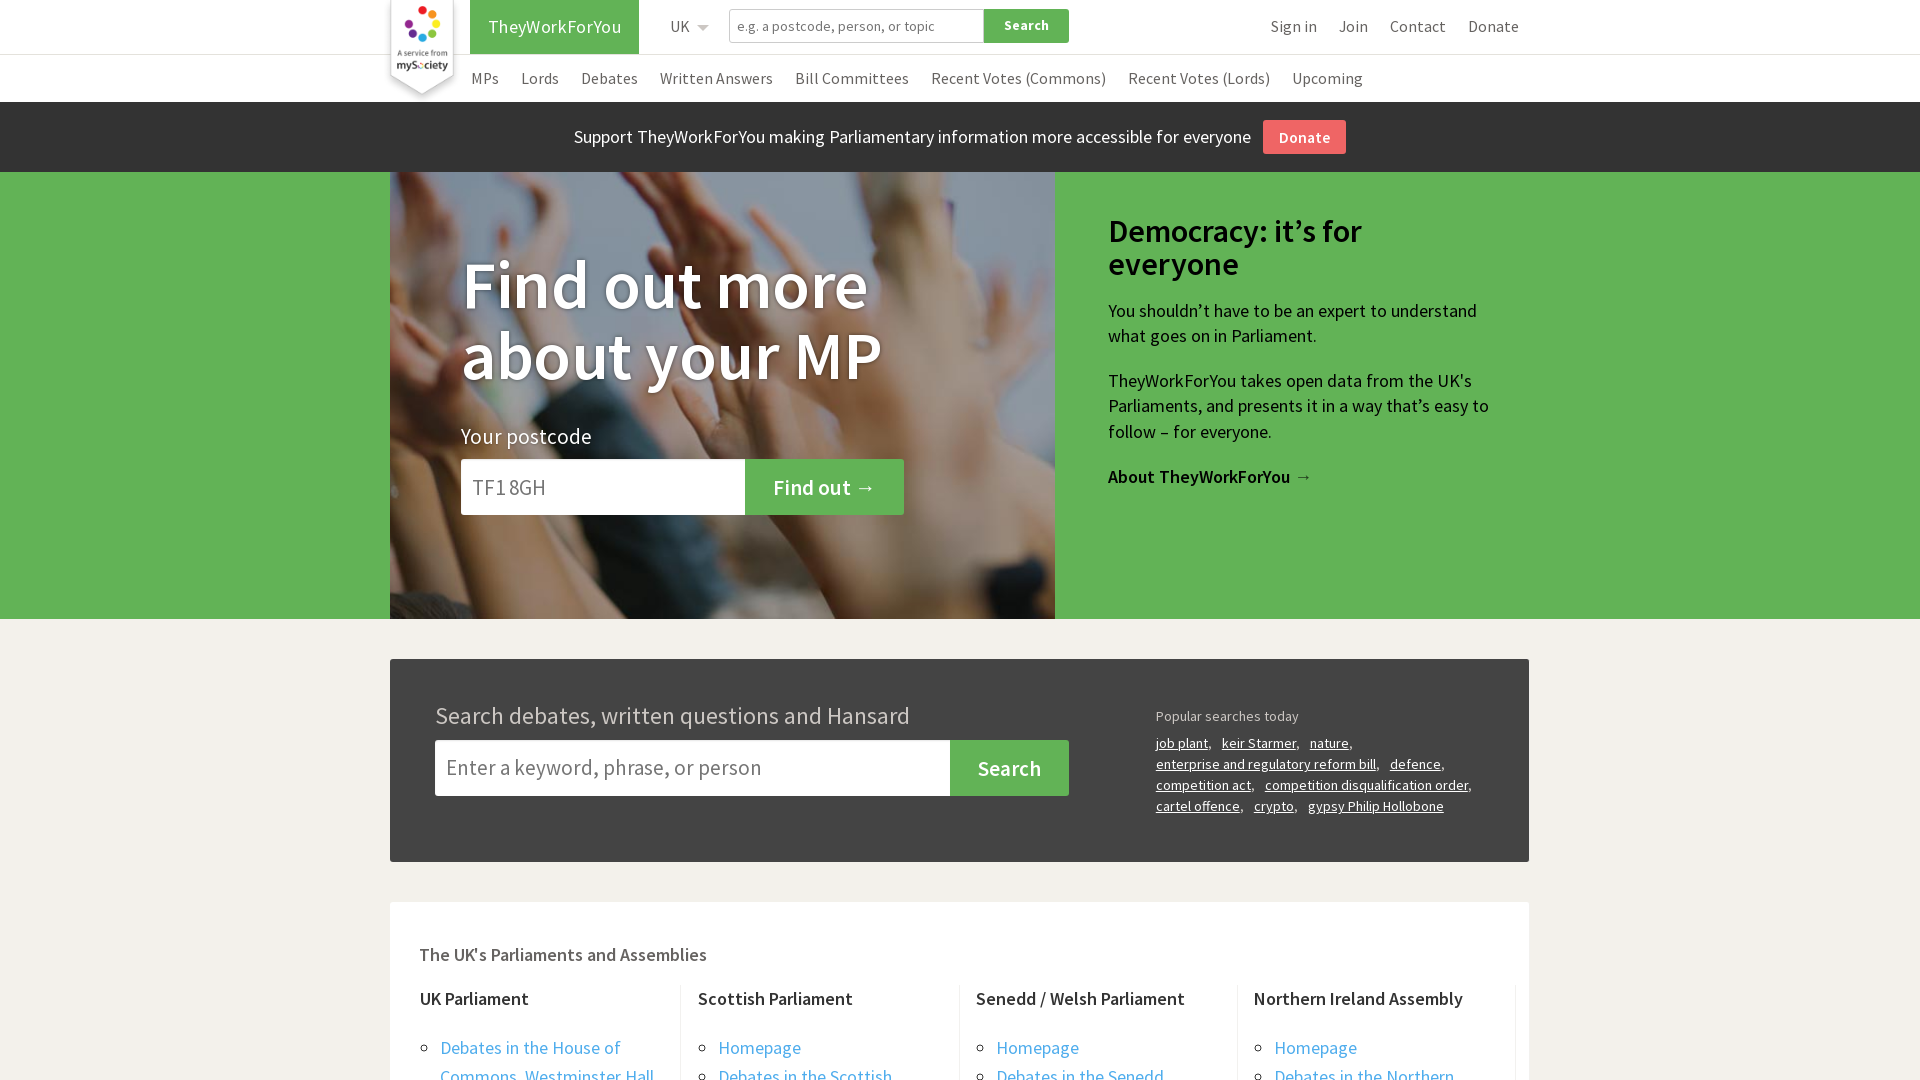 A service from
mySociety
TheyWorkForYou
UK
e.g. a postcode, person, or topic
Search
Sign in
Join
Contact
Donate
MPs
Lords
Debates
Written Answers
Bill Committees
Recent Votes (Commons)
Recent Votes (Lords)
Upcoming
Support TheyWorkForYou making Parliamentary information more accessible for everyone
Donate
Find out more
about your MP
Your postcode
TF1 8GH
Find out →
Democracy: it’s for
everyone
You shouldn’t have to be an expert to understand
what goes on in Parliament.
TheyWorkForYou takes open data from the UK's
Parliaments, and presents it in a way that’s easy to
follow – for everyone.
About TheyWorkForYou →
Search debates, written questions and Hansard
Enter a keyword, phrase, or person
Search
Popular searches today
job plant, keir Starmer, nature,
enterprise and regulatory reform bill, defence,
competition act, competition disqualification order,
cartel offence, crypto, gypsy Philip Hollobone
The UK's Parliaments and Assemblies
UK Parliament
Debates in the House of
Commons, Westminster Hall,
Scottish Parliament
Homepage
Debates in the Scottish
Senedd / Welsh Parliament
Homepage
Debates in the Senedd
Northern Ireland Assembly
Homepage
Debates in the Northern